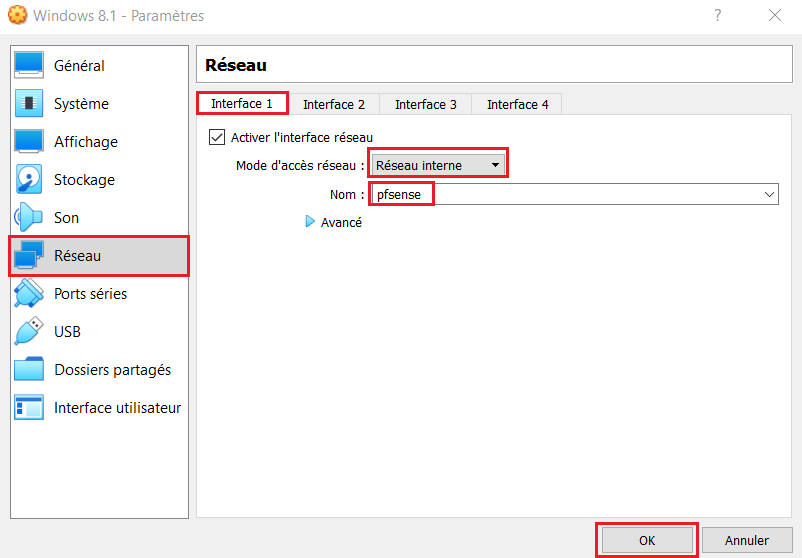 Windows 8.1 - Paramètres
?
Général
Système
Affichage
Stockage
Son
Réseau
Ports séries
USB
Dossiers partagés
Interface utilisateur
Réseau
Interface 1
Interface 2
Interface 3
Interface 4
Activer l'interface réseau
Mode d'accès réseau : Réseau interne
Nom : pfsense
Avancé
OK
Annuler